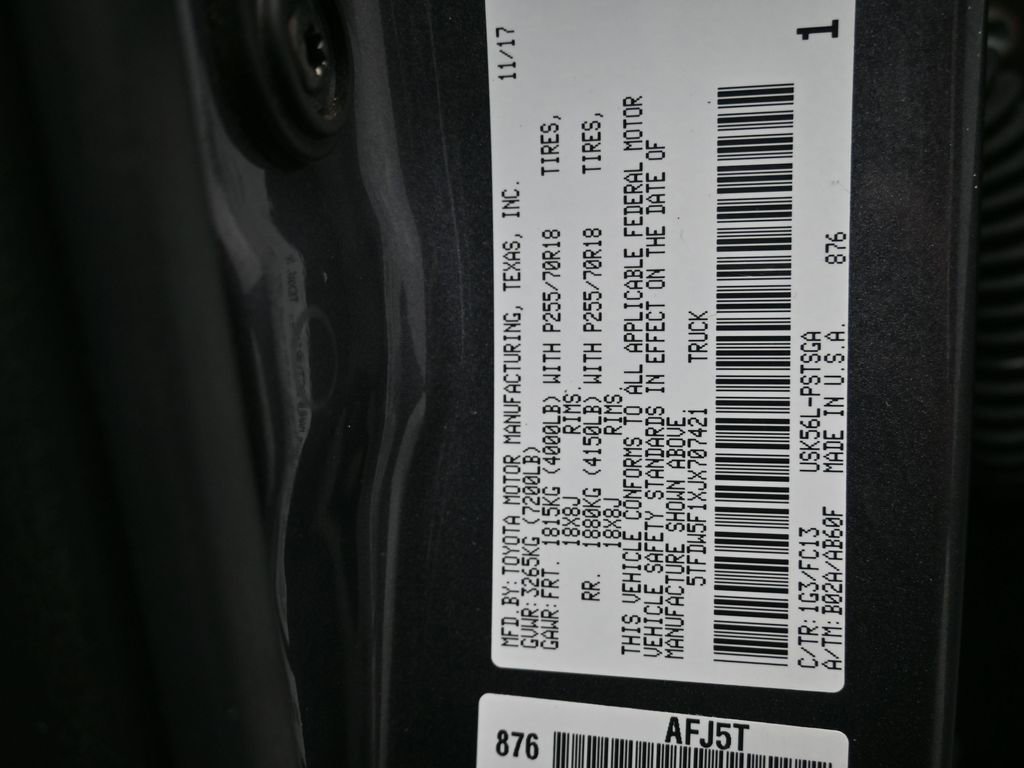 MFD.BY: TOYOTA MOTOR MANUFACTURING, TEXAS, INC. 11/17
GVWR: 3265KG (7200LB)
GAWR: FRT. 1815KG (4000LB) WITH P255/70R18 TIRES,
18X8J RIMS.
RR. 1880KG (4150LB) WITH P255/70R18 TIRES,
18X8J RIMS.
THIS VEHICLE CONFORMS TO ALL APPLICABLE FEDERAL MOTOR
VEHICLE SAFETY STANDARDS IN EFFECT ON THE DATE OF
MANUFACTURE SHOWN ABOVE.
5TFDW5F1XJX707421 TRUCK
C/TR: 1G3/FC13 USK56L-PSTSGA 1
A/TM: B02A/AB60F MADE IN U.S.A. 876
876
AFJ5T